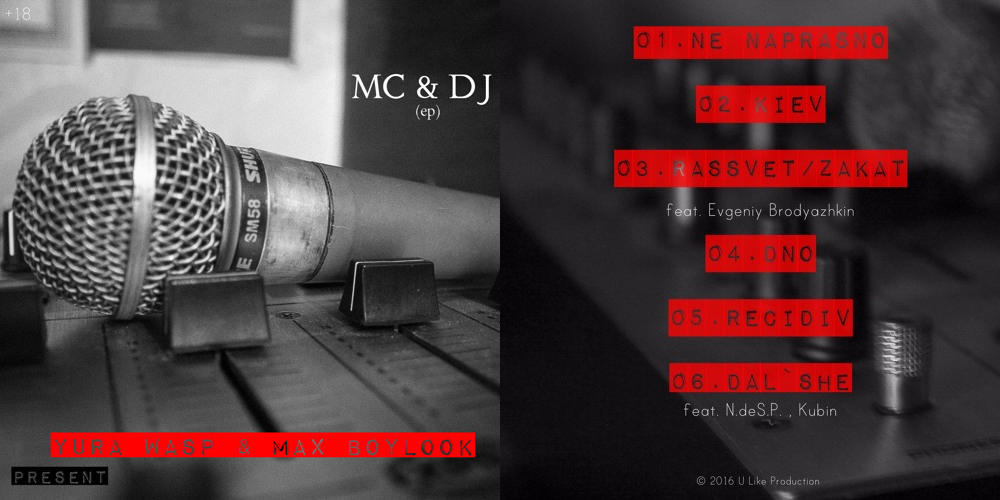 +18
MC & DJ
(ep)
SHURE
SM58
YURA WASP & MAX BOYLOOK
PRESENT
01.NE NAPRASNO
02.KIEV
03.RASSVET/ZAKAT
feat. Evgeniy Brodyazhkin
04.DNO
05.RECIDIV
06.DAL`SHE
feat. N.deS.P. , Kubin
© 2016 U Like Production